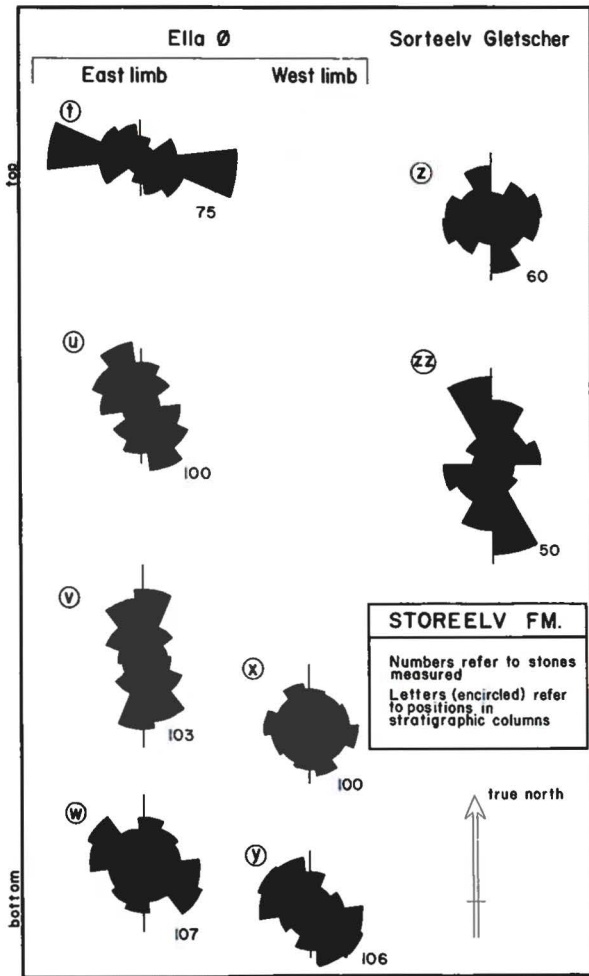 Ella Ø
Sorteelv Gletscher
East limb
West limb
top
t
75
z
60
u
100
zz
50
v
103
x
100
STOREELV FM.
Numbers refer to stones
measured
Letters (encircled) refer
to positions in
stratigraphic columns
true north
w
107
y
106
bottom